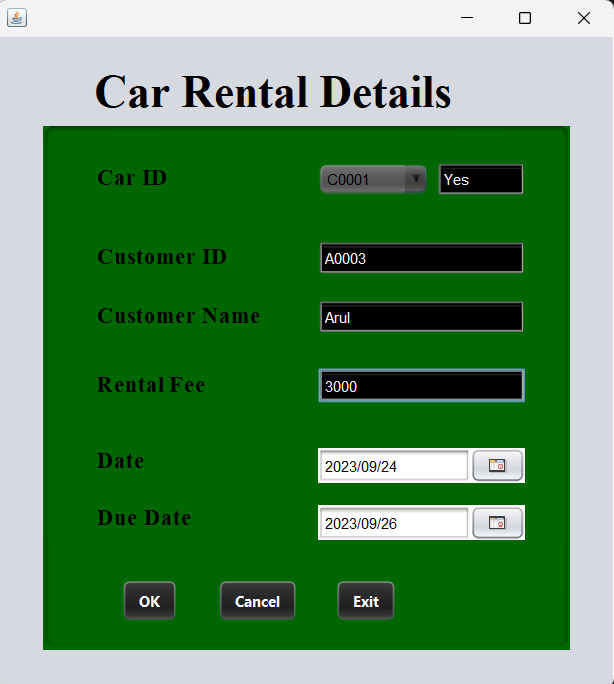 Car Rental Details
Car ID C0001 Yes
Customer ID A0003
Customer Name Arul
Rental Fee 3000
Date 2023/09/24
Due Date 2023/09/26
OK Cancel Exit